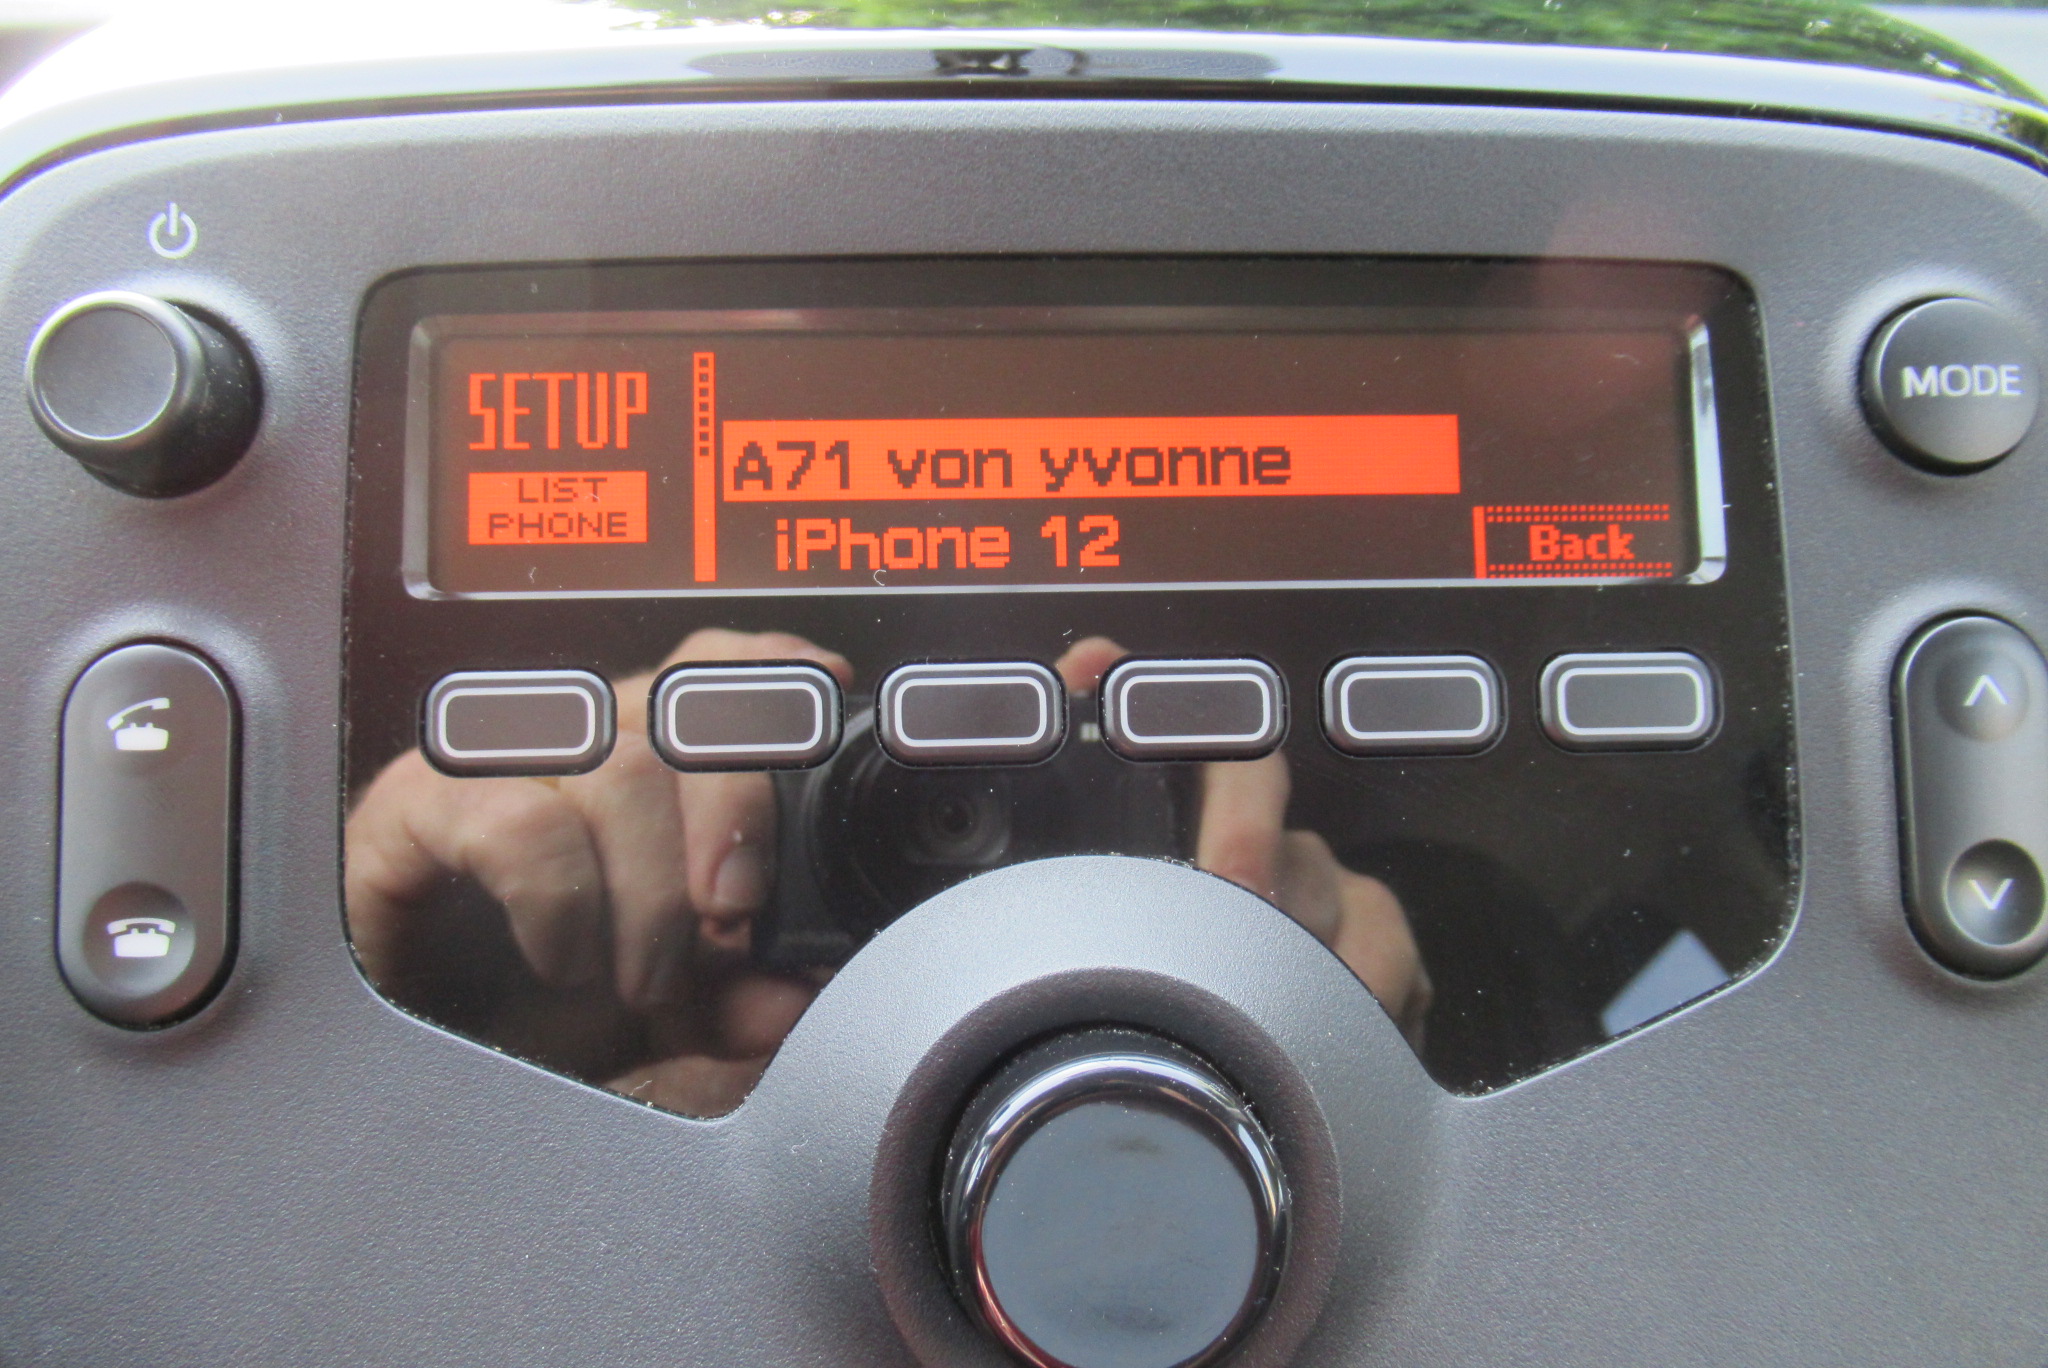 SETUP
LIST
PHONE
A71 von yvonne
iPhone 12
Back
MODE